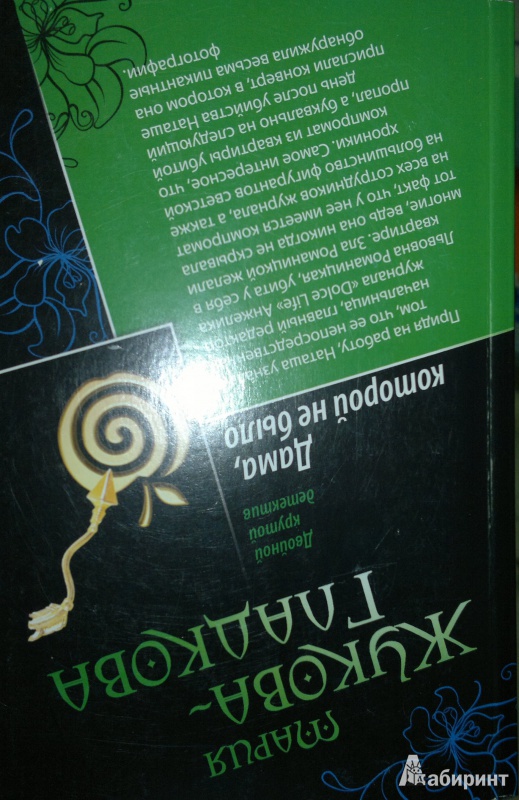 Мария
Жукова-
Гладкова
Двойной
крутой
детектив
Дама,
которой не было
Придя на работу, Наташа
том, что ее непосредствен
начальница, главный редактор
журнала «Dolce Life» Анжелика
Львовна Романицкая, убита у себя в
квартире. Зла Романицкой желали
многие, ведь она никогда не скрывала
тот факт, что у нее имеется компромат
на всех сотрудников журнала, а также
на большинство фигурантов светской
хроники. Самое интересное, что
компромат из квартиры убитой
пропал, а буквально на следующий
день после убийства Наташе
прислали конверт, в котором она
обнаружила весьма пикантные
фотографии.
Лабиринт